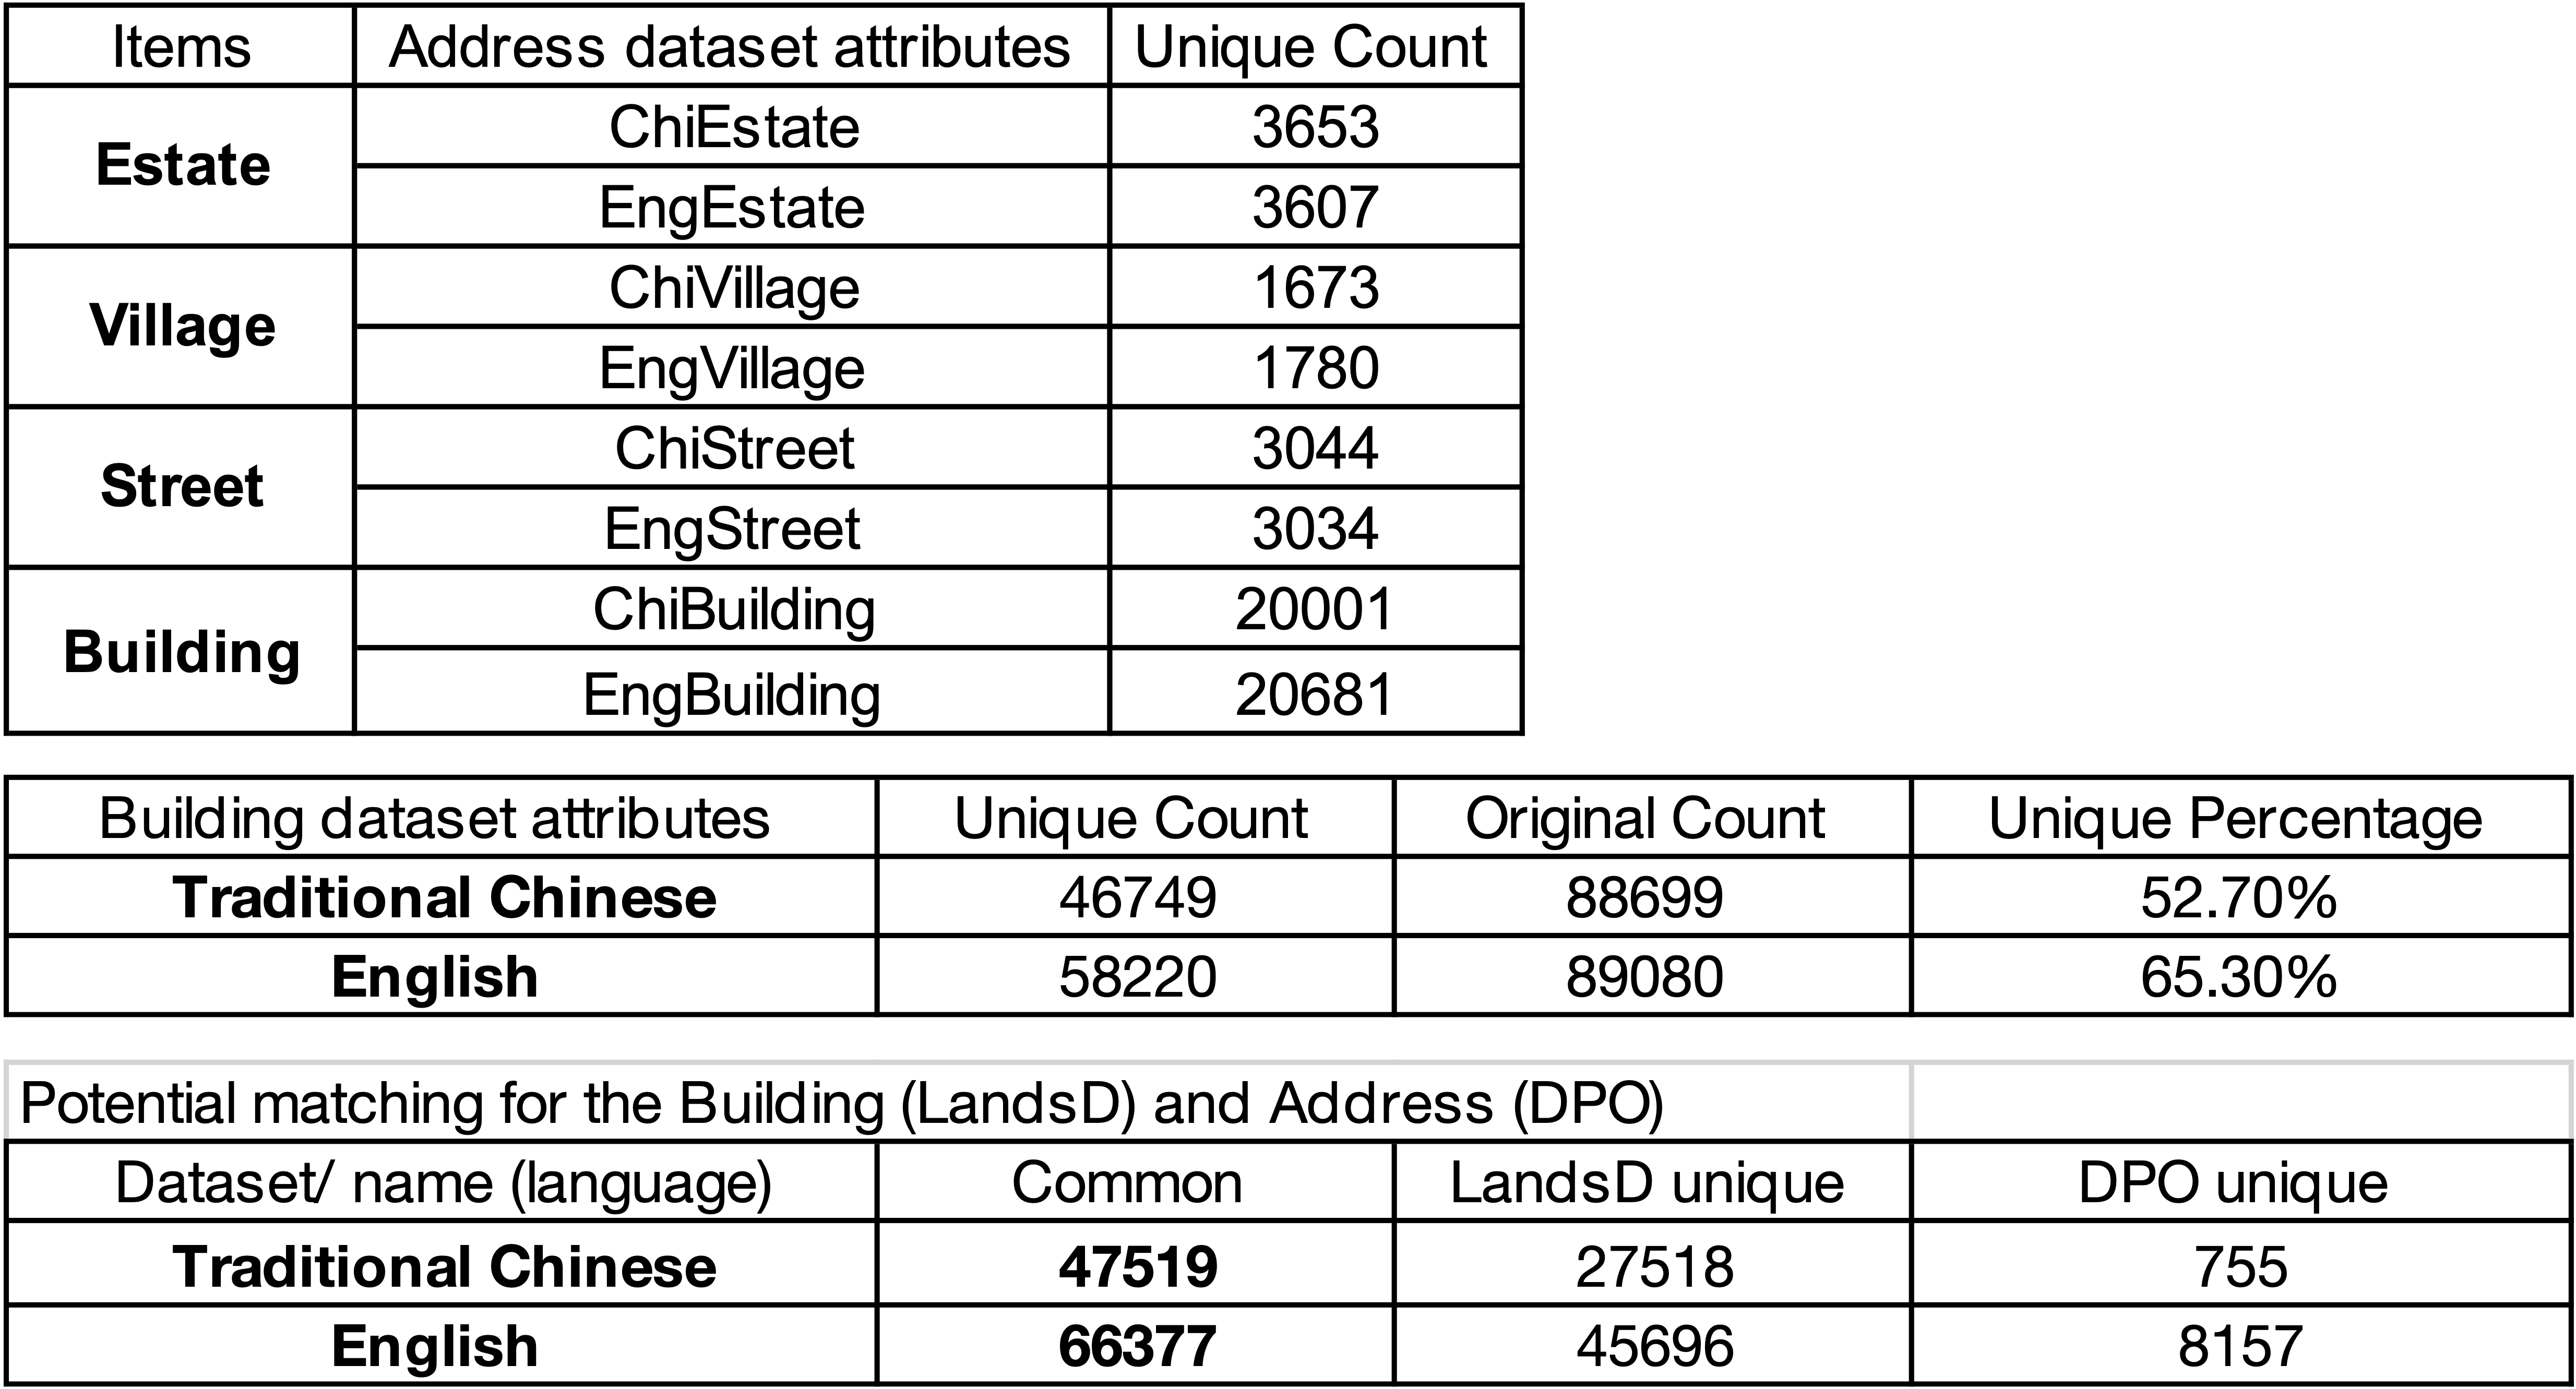 Items Address dataset attributes Unique Count
Estate ChiEstate 3653
EngEstate 3607
Village ChiVillage 1673
EngVillage 1780
Street ChiStreet 3044
EngStreet 3034
Building ChiBuilding 20001
EngBuilding 20681
Building dataset attributes Unique Count Original Count Unique Percentage
Traditional Chinese 46749 88699 52.70%
English 58220 89080 65.30%
Potential matching for the Building (LandsD) and Address (DPO)
Dataset/ name (language) Common LandsD unique DPO unique
Traditional Chinese 47519 27518 755
English 66377 45696 8157